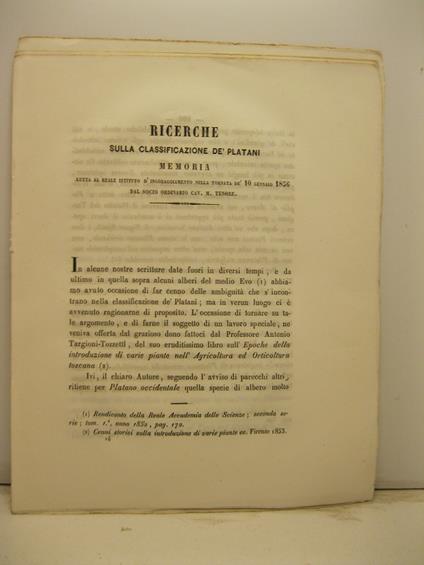 RICERCHE
SULLA CLASSIFICAZIONE DE' PLATANI
MEMORIA
LETTA AL REALE ISTITUTO D'INCORAGGIAMENTO NELLA TORNATA DE' 10 GENNAIO 1856
DAL SOCIO ORDINARIO CAV. M. TENORE.
In alcune nostre scritture date fuori in diversi tempi, e da
ultimo in quella sopra alcuni alberi del medio Evo (1) abbia-
mo avuto occasione di far cenno delle ambiguità che s'incon-
trano nella classificazione de' Platani; ma in verun luogo ci è
avvenuto ragionarne di proposito. L'occasione di tornare su ta-
le argomento, e di farne il soggetto di un lavoro speciale, ne
veniva offerta dal grazioso dono fattoci dal Professore Antonio
Targioni-Torzetti, del suo eruditissimo libro sull'Epoche della
introduzione di varie piante nell'Agricoltura ed Orticoltura
toscana (2).
Ivi, il chiaro Autore, seguendo l'avviso di parecchi altri,
ritiene per Platano occidentale quella specie di albero molto
(1) Rendiconto della Reale Accademia delle Scienze; seconda se-
rie; tom. 1.°, anno 1852, pag. 170.
(2) Cenni storici sulla introduzione di varie piante ec. Firenze 1853.